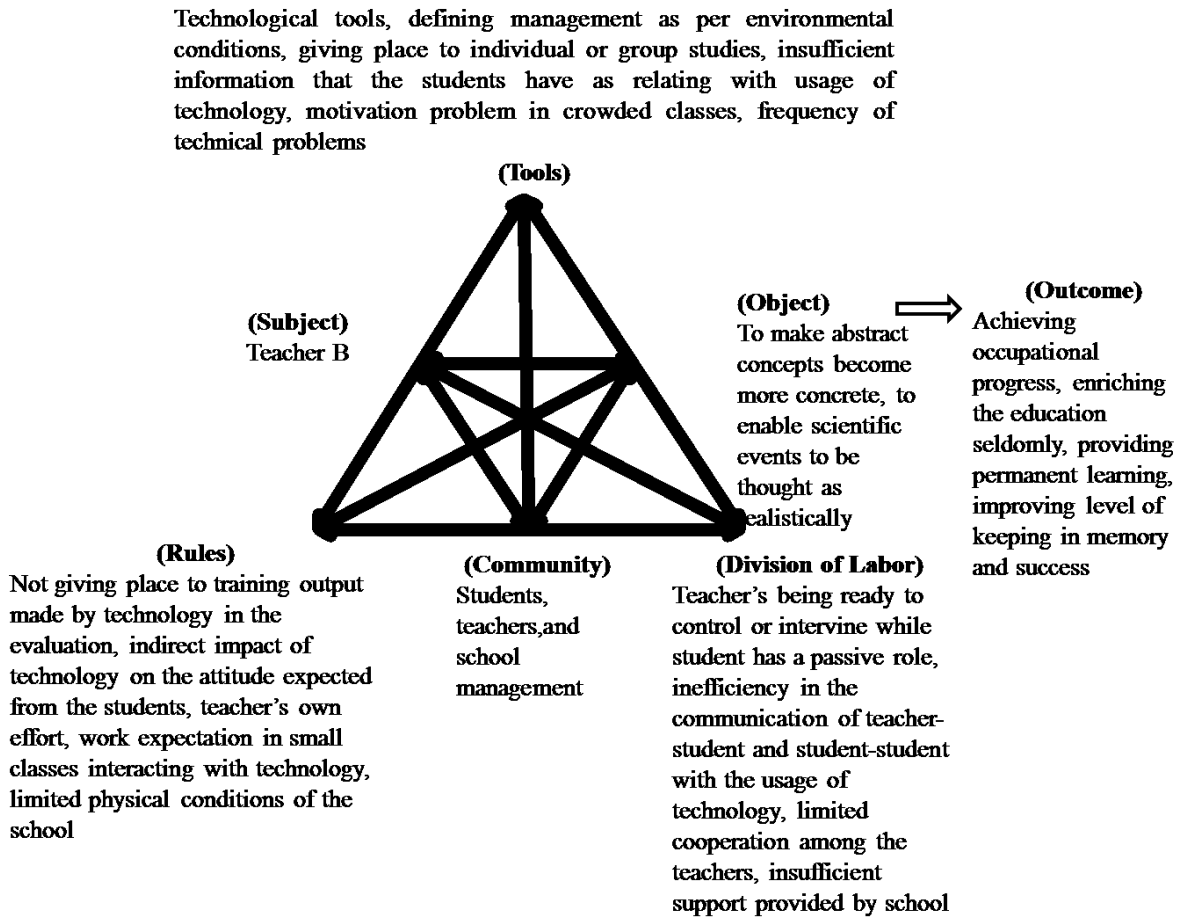 Technological tools, defining management as per environmental
conditions, giving place to individual or group studies, insufficient
information that the students have as relating with usage of
technology, motivation problem in crowded classes, frequency of
technical problems
(Tools)
(Subject)
Teacher B
(Object)
To make abstract
concepts become
more concrete, to
enable scientific
events to be
thought as
realistically
(Outcome)
Achieving
occupational
progress, enriching
the education
seldomly, providing
permanent learning,
improving level of
keeping in memory
and success
(Rules)
Not giving place to training output
made by technology in the
evaluation, indirect impact of
technology on the attitude expected
from the students, teacher's own
effort, work expectation in small
classes interacting with technology,
limited physical conditions of the
school
(Community)
Students,
teachers,and
school
management
(Division of Labor)
Teacher's being ready to
control or intervine while
student has a passive role,
inefficiency in the
communication of teacher-
student and student-student
with the usage of
technology, limited
cooperation among the
teachers, insufficient
support provided by school